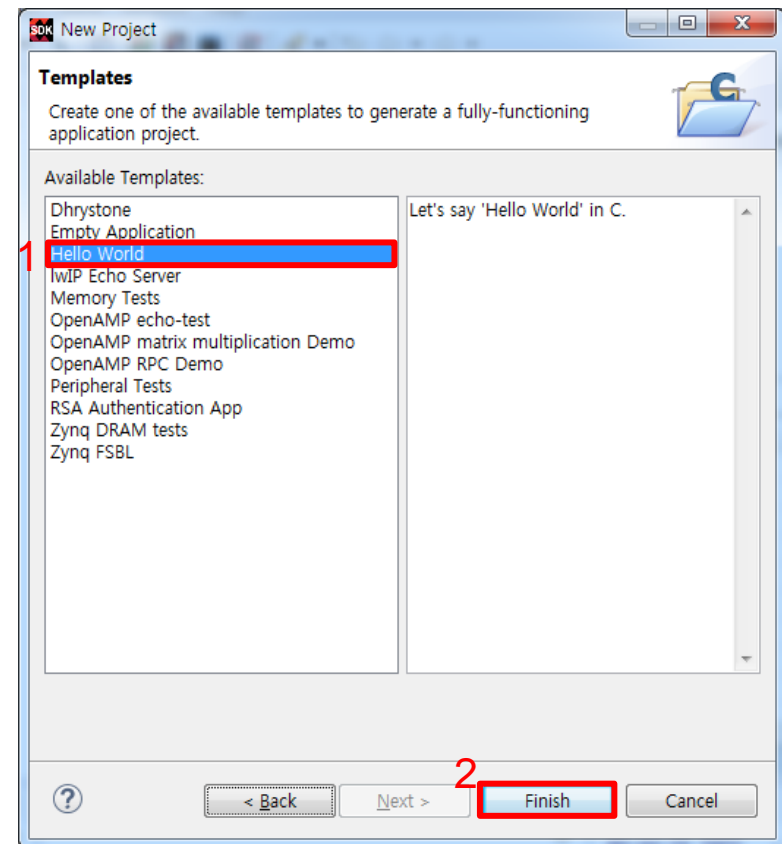 SDK New Project
Templates
Create one of the available templates to generate a fully-functioning
application project.
Available Templates:
Dhrystone
Empty Application
1 Hello World
lwIP Echo Server
Memory Tests
OpenAMP echo-test
OpenAMP matrix multiplication Demo
OpenAMP RPC Demo
Peripheral Tests
RSA Authentication App
Zynq DRAM tests
Zynq FSBL
Let's say 'Hello World' in C.
2
? < Back Next > Finish Cancel